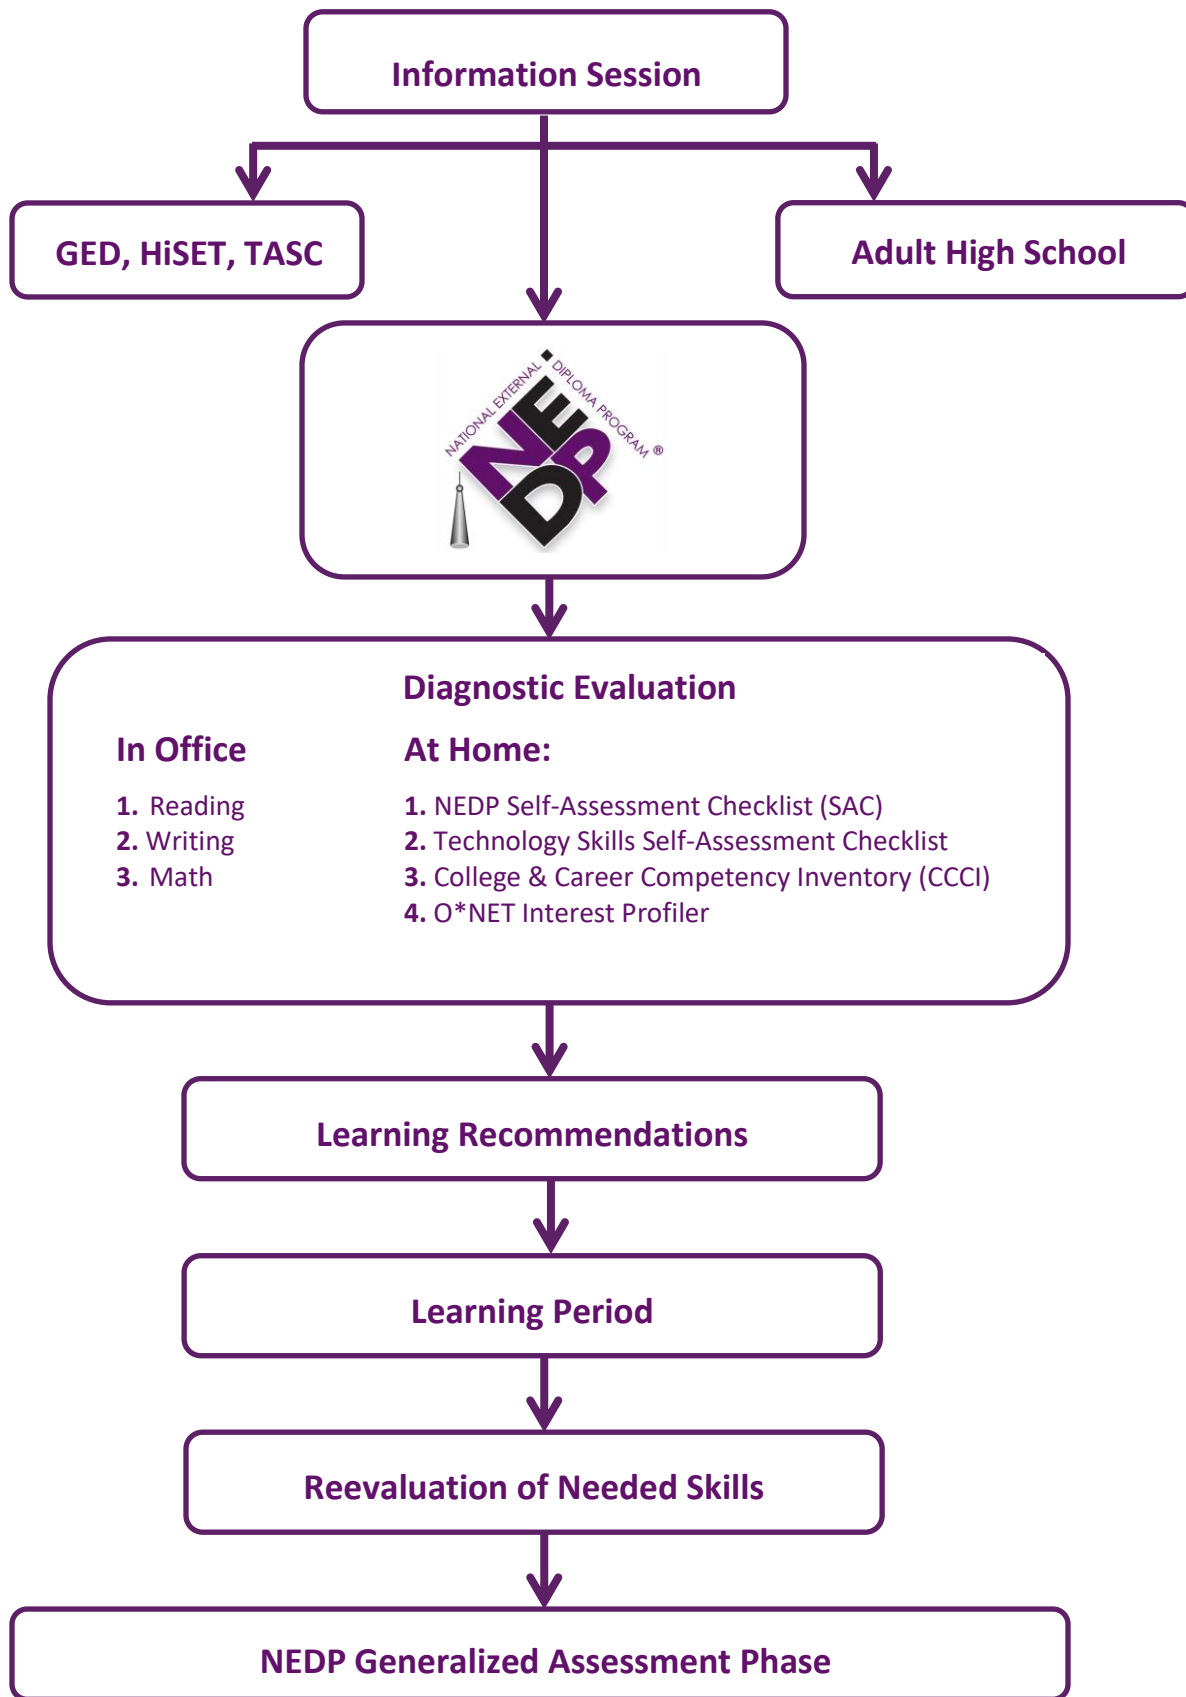 Information Session
GED, HiSET, TASC
Adult High School
NATIONAL EXTERNAL DIPLOMA PROGRAM ®
NEDP
Diagnostic Evaluation
In Office
1. Reading
2. Writing
3. Math
At Home:
1. NEDP Self-Assessment Checklist (SAC)
2. Technology Skills Self-Assessment Checklist
3. College & Career Competency Inventory (CCCI)
4. O*NET Interest Profiler
Learning Recommendations
Learning Period
Reevaluation of Needed Skills
NEDP Generalized Assessment Phase